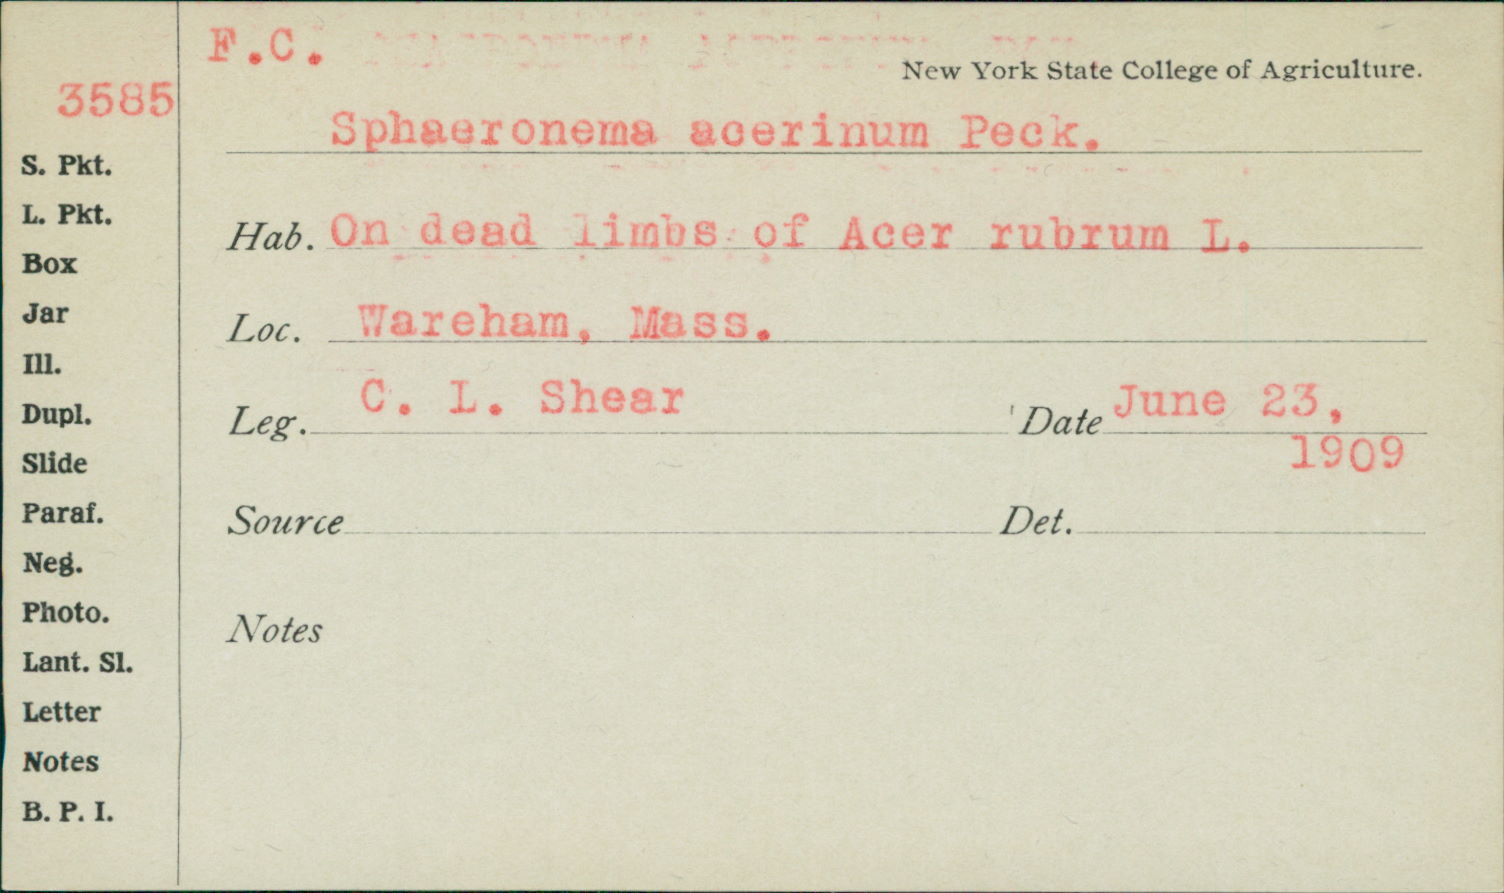 F.C.
New York State College of Agriculture.
3585
Sphaeronema acerinum Peck.
S. Pkt.
L. Pkt.
Hab. On dead limbs of Acer rubrum L.
Box
Jar
Loc. Wareham, Mass.
Ill.
Dupl.
Leg. C. L. Shear Date June 23,
1909
Slide
Paraf.
Source Det.
Neg.
Photo.
Notes
Lant. Sl.
Letter
Notes
B. P. I.